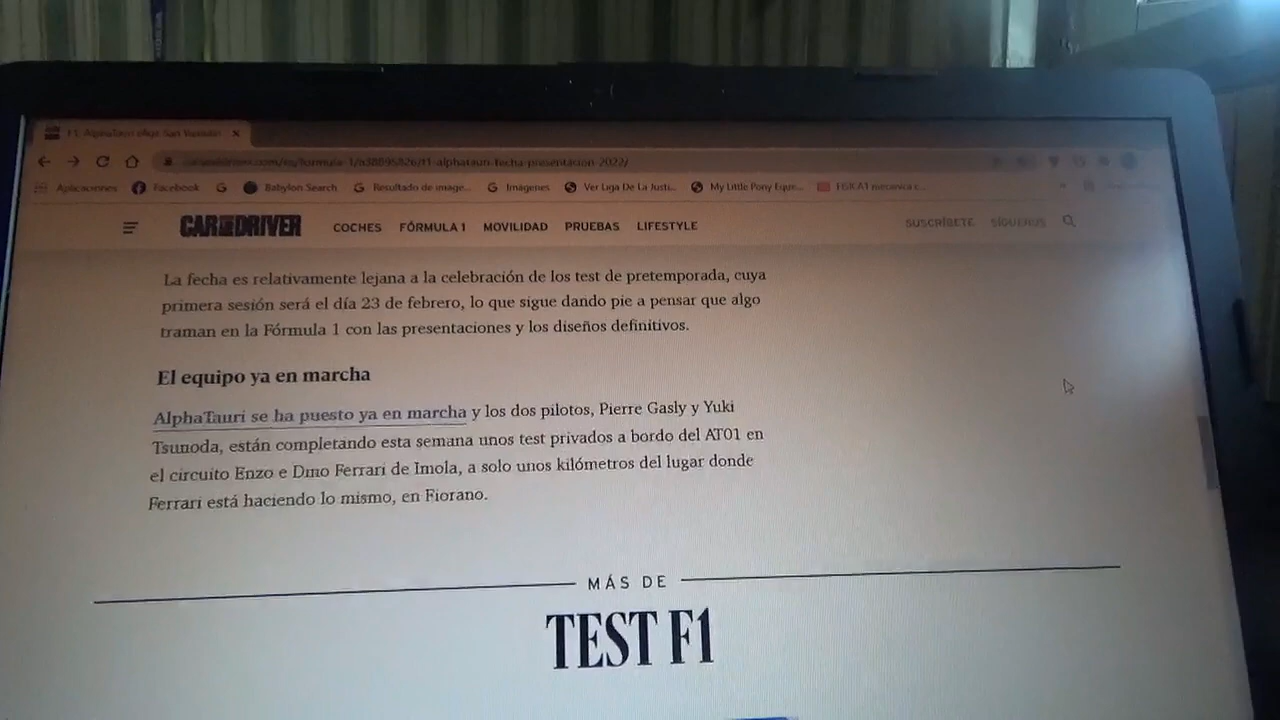 F1: AlphaTauri elige San Valentín
caranddriver.com/es/formula-1/a38895826/f1-alphatauri-fecha-presentacion-2022/
Aplicaciones Facebook Babylon Search Resultado de image... Imágenes Ver Liga De La Justi... My Little Pony Eque... FISICA1 mecanica c...
CAR AND DRIVER COCHES FÓRMULA 1 MOVILIDAD PRUEBAS LIFESTYLE SUSCRÍBETE SÍGUENOS
La fecha es relativamente lejana a la celebración de los test de pretemporada, cuya
primera sesión será el día 23 de febrero, lo que sigue dando pie a pensar que algo
traman en la Fórmula 1 con las presentaciones y los diseños definitivos.
El equipo ya en marcha
AlphaTauri se ha puesto ya en marcha y los dos pilotos, Pierre Gasly y Yuki
Tsunoda, están completando esta semana unos test privados a bordo del AT01 en
el circuito Enzo e Dino Ferrari de Imola, a solo unos kilómetros del lugar donde
Ferrari está haciendo lo mismo, en Fiorano.
MÁS DE
TEST F1